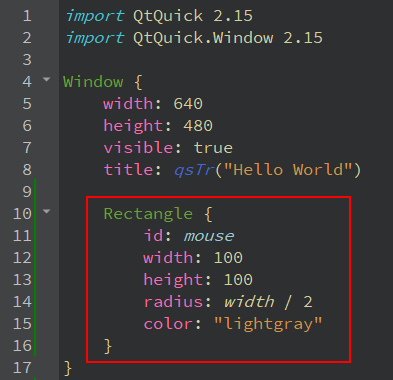 1 import QtQuick 2.15
2 import QtQuick.Window 2.15
3
4 Window {
5     width: 640
6     height: 480
7     visible: true
8     title: qsTr("Hello World")
9
10     Rectangle {
11         id: mouse
12         width: 100
13         height: 100
14         radius: width / 2
15         color: "lightgray"
16     }
17 }